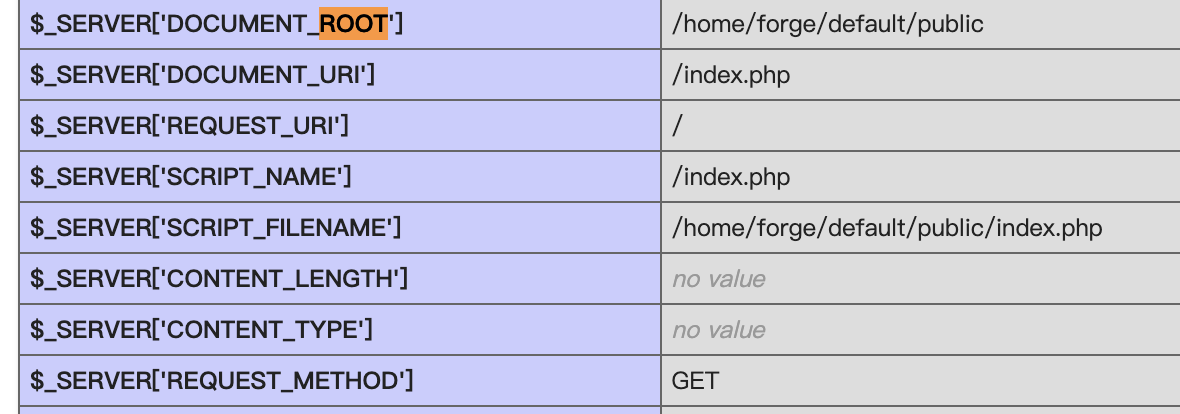 $_SERVER['DOCUMENT_ROOT'] /home/forge/default/public
$_SERVER['DOCUMENT_URI'] /index.php
$_SERVER['REQUEST_URI'] /
$_SERVER['SCRIPT_NAME'] /index.php
$_SERVER['SCRIPT_FILENAME'] /home/forge/default/public/index.php
$_SERVER['CONTENT_LENGTH'] no value
$_SERVER['CONTENT_TYPE'] no value
$_SERVER['REQUEST_METHOD'] GET